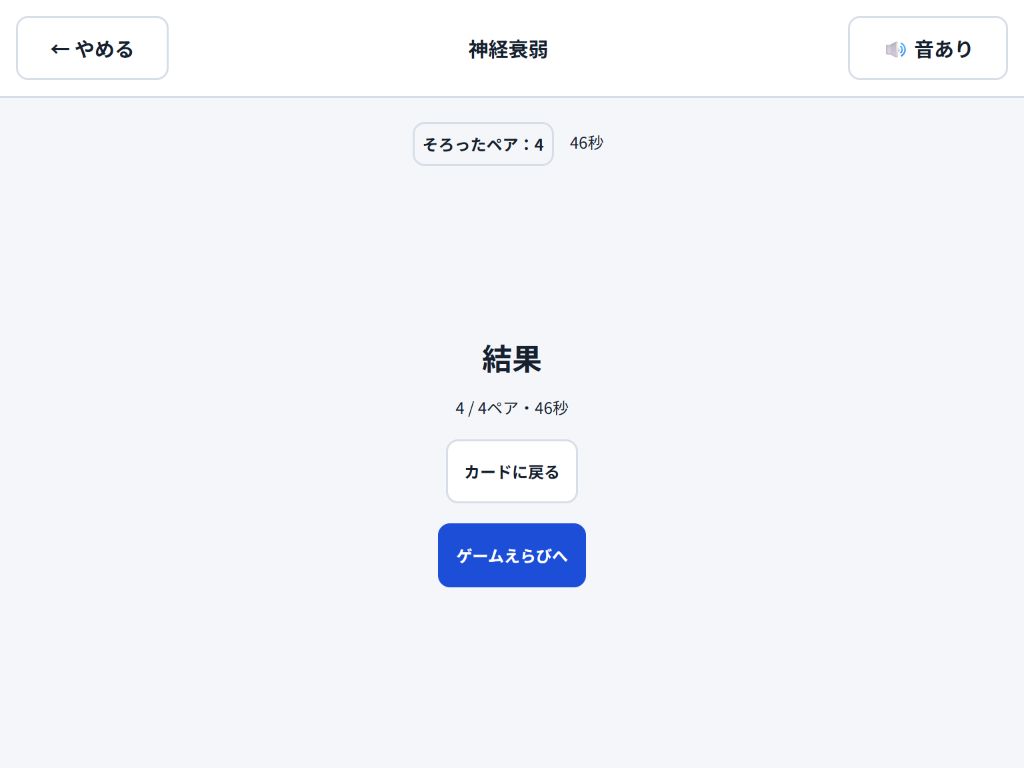 ← やめる
神経衰弱
🔊 音あり
そろったペア：4
46秒
結果
4 / 4ペア・46秒
カードに戻る
ゲームえらびへ